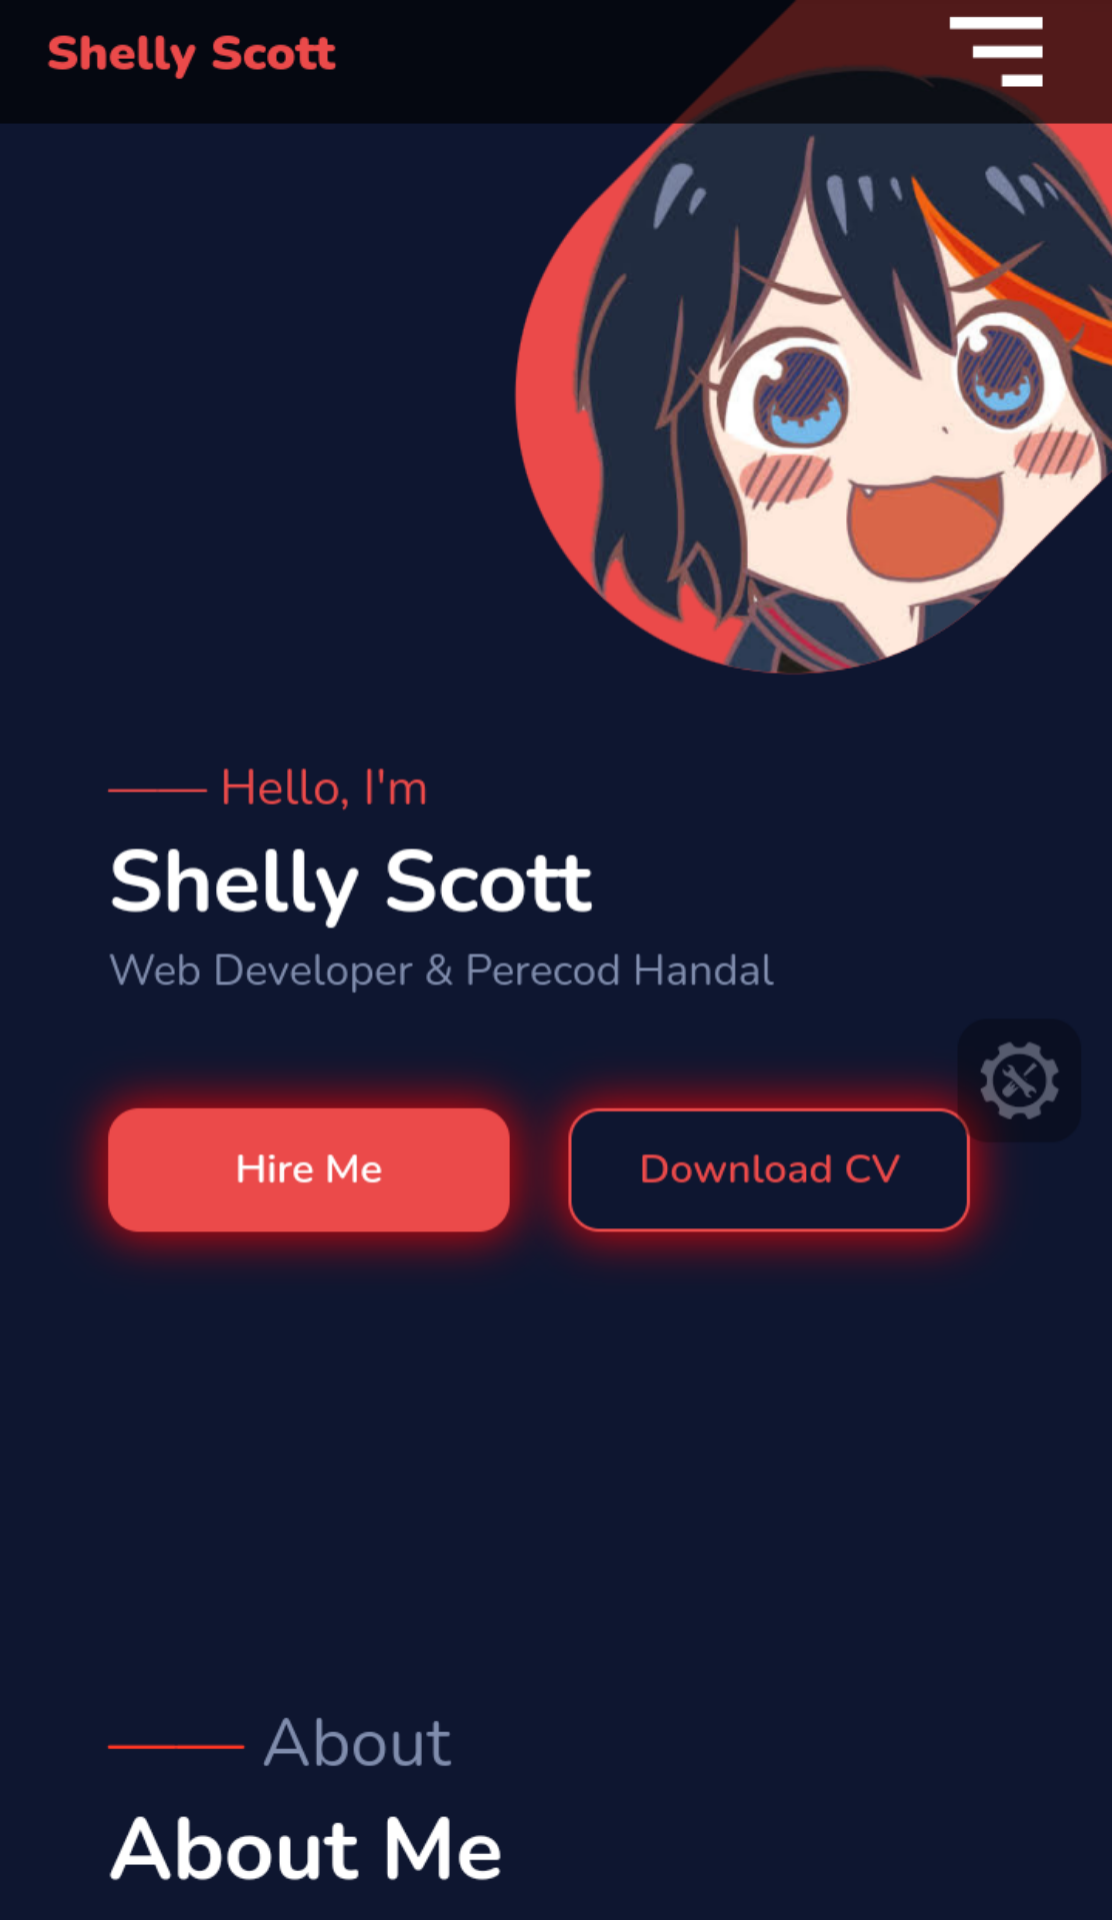 Shelly Scott
Hello, I'm
Shelly Scott
Web Developer & Perecod Handal
Hire Me
Download CV
About
About Me